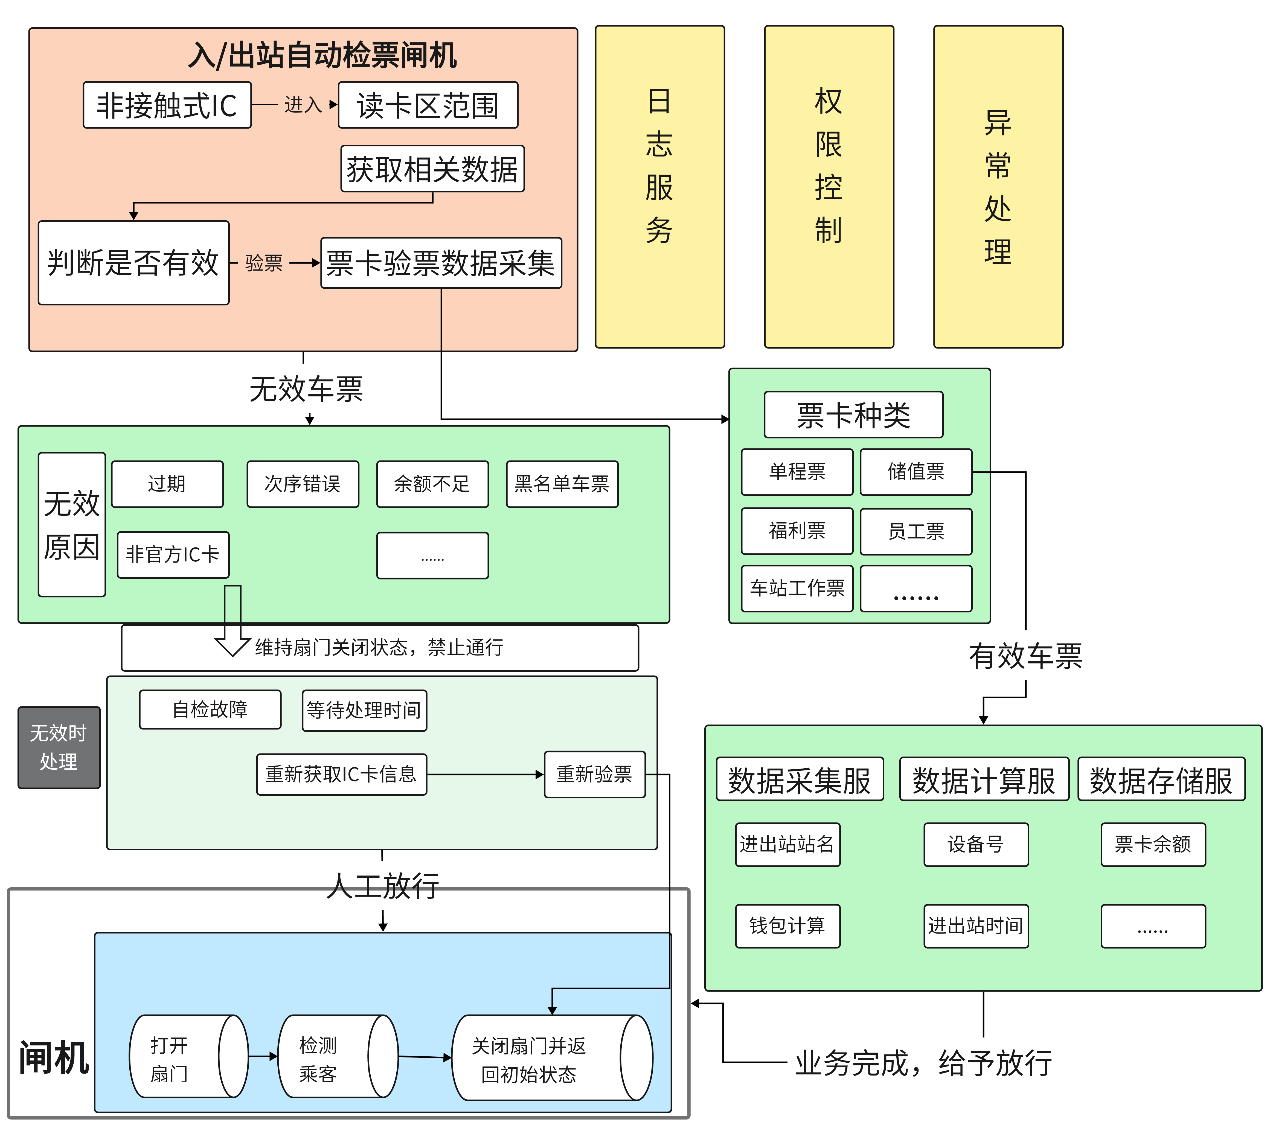 入/出站自动检票闸机
非接触式IC
进入
读卡区范围
获取相关数据
判断是否有效
验票
票卡验票数据采集
日志服务
权限控制
异常处理
无效车票
无效
原因
过期
次序错误
余额不足
黑名单车票
非官方IC卡
......
维持扇门关闭状态，禁止通行
票卡种类
单程票
储值票
福利票
员工票
车站工作票
......
有效车票
无效时
处理
自检故障
等待处理时间
重新获取IC卡信息
重新验票
人工放行
数据采集服
数据计算服
数据存储服
进出站站名
设备号
票卡余额
钱包计算
进出站时间
......
闸机
打开
扇门
检测
乘客
关闭扇门并返
回初始状态
业务完成，给予放行